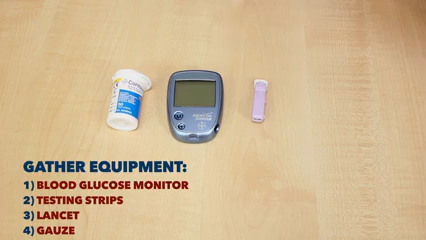 GATHER EQUIPMENT:
1) BLOOD GLUCOSE MONITOR
2) TESTING STRIPS
3) LANCET
4) GAUZE